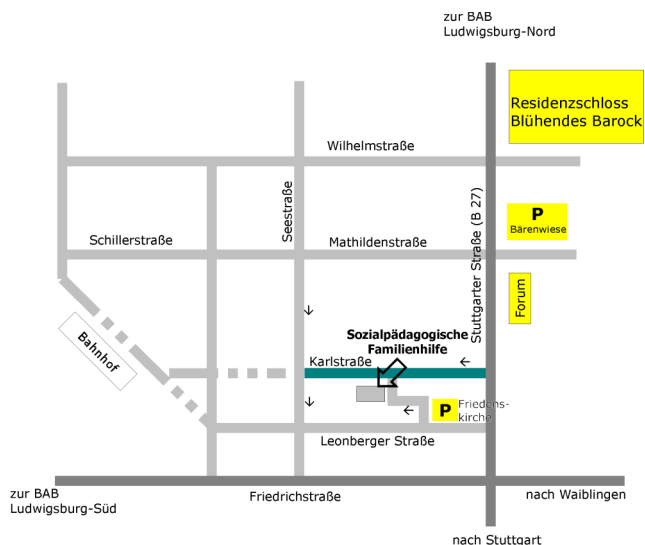 zur BAB
Ludwigsburg-Nord
Residenzschloss
Blühendes Barock
Wilhelmstraße
Seestraße
Stuttgarter Straße (B 27)
P
Bärenwiese
Schillerstraße
Mathildenstraße
Forum
Bahnhof
Sozialpädagogische
Familienhilfe
Karlstraße
P
Friedens-
kirche
Leonberger Straße
zur BAB
Ludwigsburg-Süd
Friedrichstraße
nach Waiblingen
nach Stuttgart